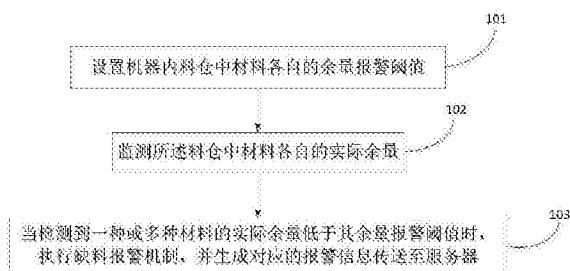 101
设置机器内料仓中材料各自的余量报警阈值
102
监测所述料仓中材料各自的实际余量
103
当检测到一种或多种材料的实际余量低于其余量报警阈值时、
执行缺料报警机制、并生成对应的报警信息传送至服务器